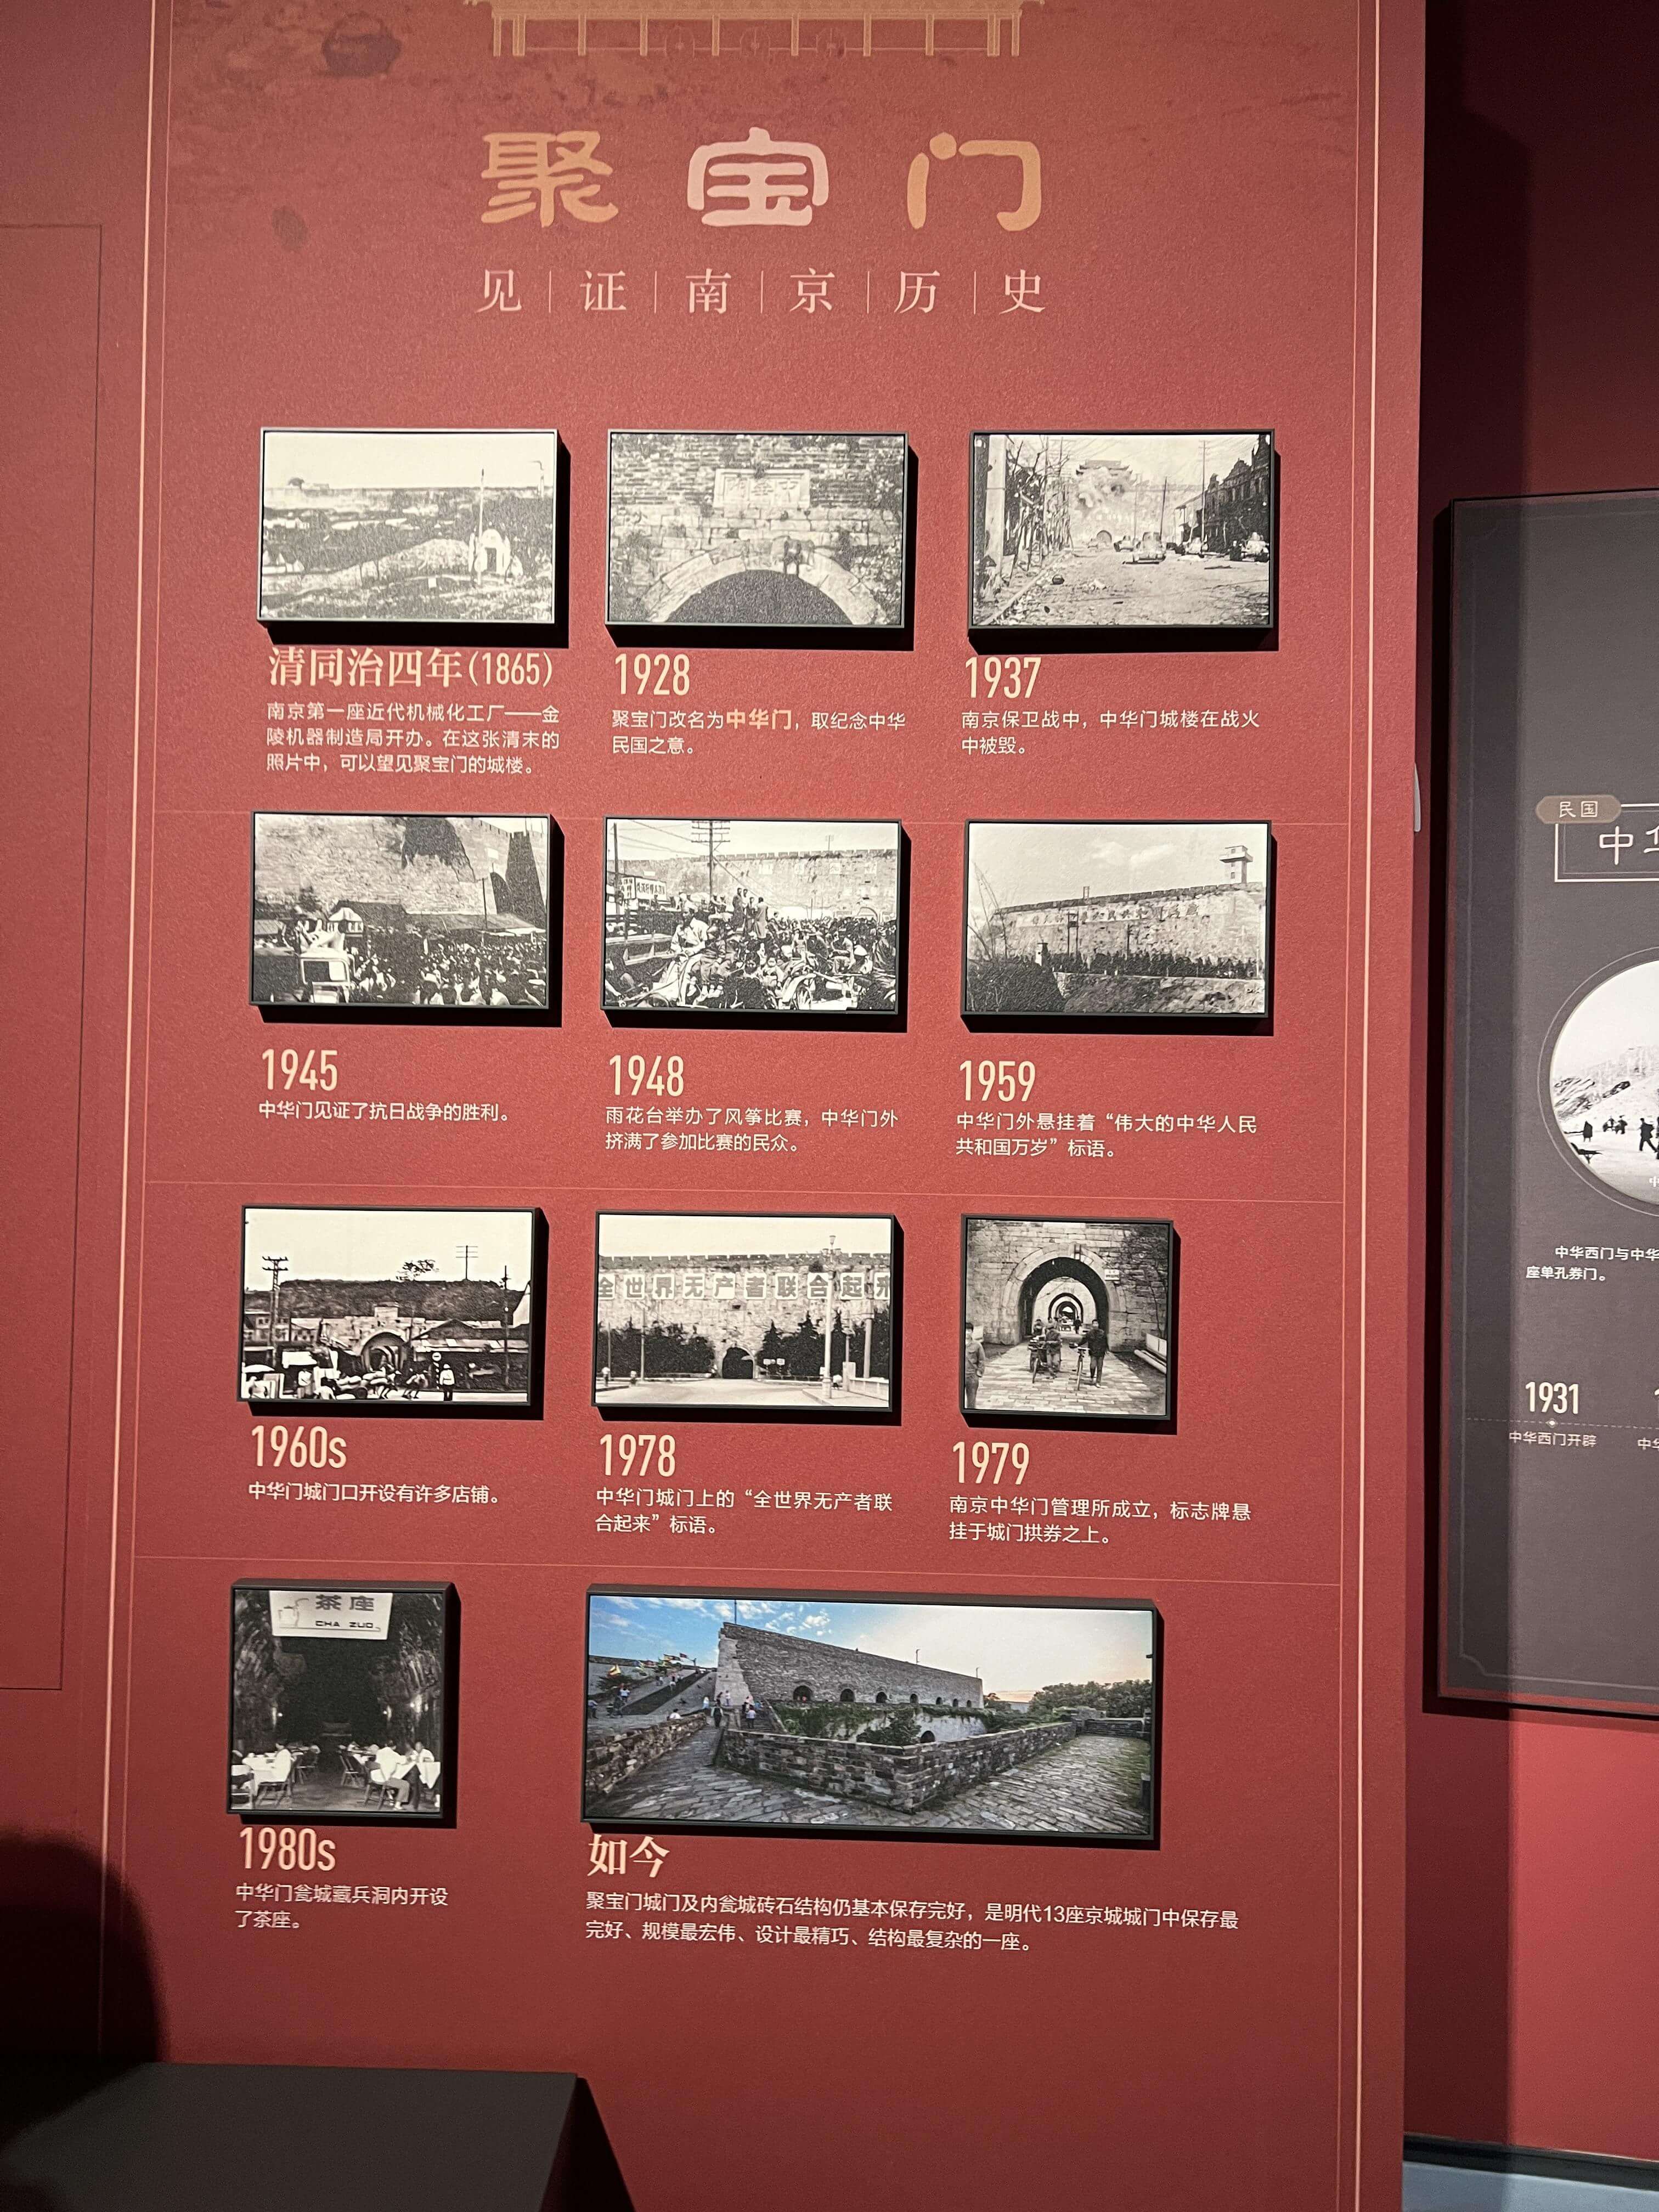 聚宝门
见证南京历史
清同治四年(1865)
南京第一座近代机械化工厂——金
陵机器制造局开办。在这张清末的
照片中，可以望见聚宝门的城楼。
1928
聚宝门改名为中华门，取纪念中华
民国之意。
1937
南京保卫战中，中华门城楼在战火
中被毁。
1945
中华门见证了抗日战争的胜利。
1948
雨花台举办了风筝比赛，中华门外
挤满了参加比赛的民众。
1959
中华门外悬挂着“伟大的中华人民
共和国万岁”标语。
全世界无产者联合起来
1960s
中华门城门口开设有许多店铺。
1978
中华门城门上的“全世界无产者联
合起来”标语。
1979
南京中华门管理所成立，标志牌悬
挂于城门拱券之上。
茶座
CHA ZUO
1980s
中华门瓮城藏兵洞内开设
了茶座。
如今
聚宝门城门及内瓮城砖石结构仍基本保存完好，是明代13座京城城门中保存最
完好、规模最宏伟、设计最精巧、结构最复杂的一座。
民国
中华
中华西门与中华
座单孔券门。
1931
中华西门开辟